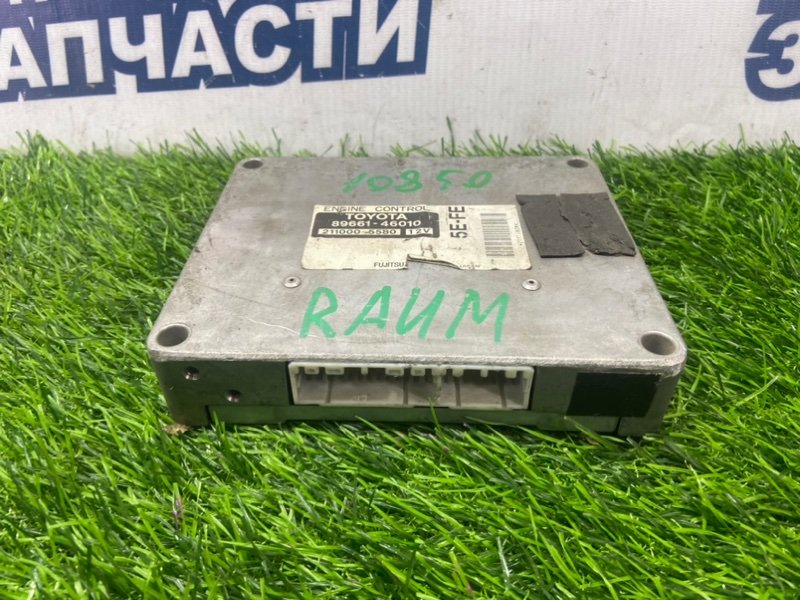 АПЧАСТИ
З
10850
ENGINE CONTROL
TOYOTA
89661-46010
211000-5580 12V
5E-FE
FUJITSU
RAUM